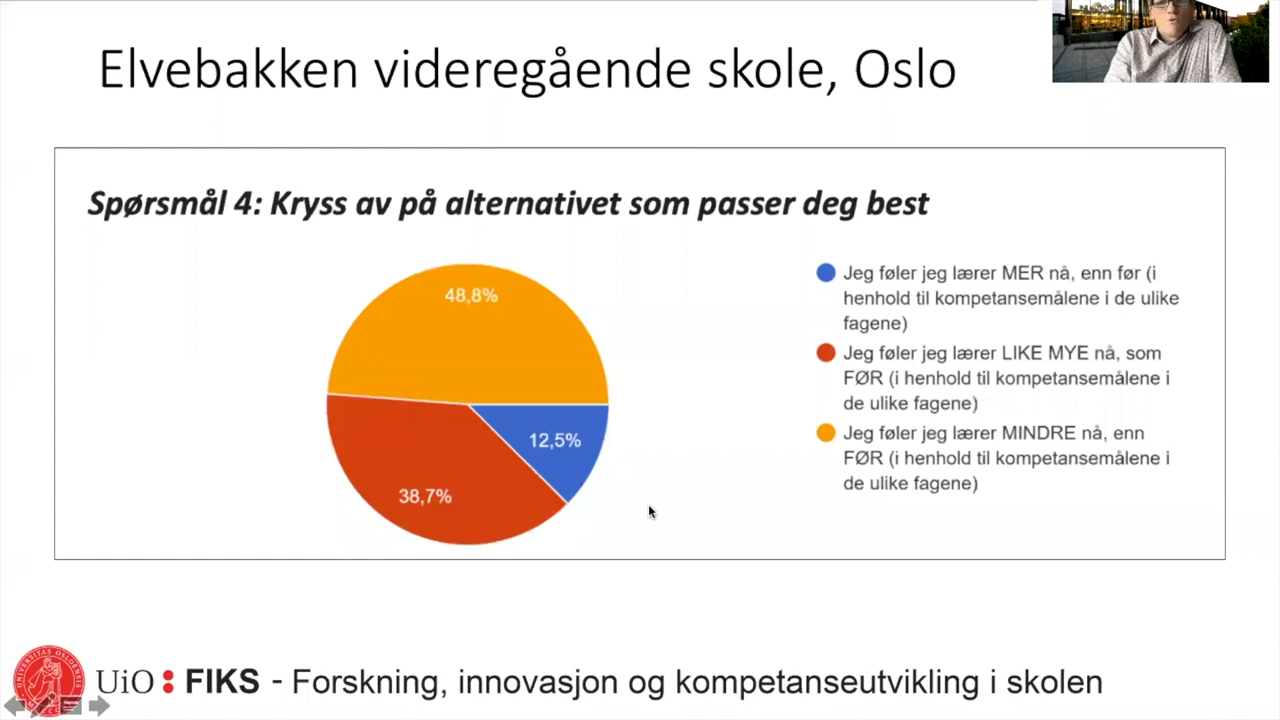 Elvebakken videregående skole, Oslo
Spørsmål 4: Kryss av på alternativet som passer deg best
48,8%
12,5%
38,7%
Jeg føler jeg lærer MER nå, enn før (i
henhold til kompetansemålene i de ulike
fagene)
Jeg føler jeg lærer LIKE MYE nå, som
FØR (i henhold til kompetansemålene i
de ulike fagene)
Jeg føler jeg lærer MINDRE nå, enn
FØR (i henhold til kompetansemålene i
de ulike fagene)
UiO : FIKS - Forskning, innovasjon og kompetanseutvikling i skolen